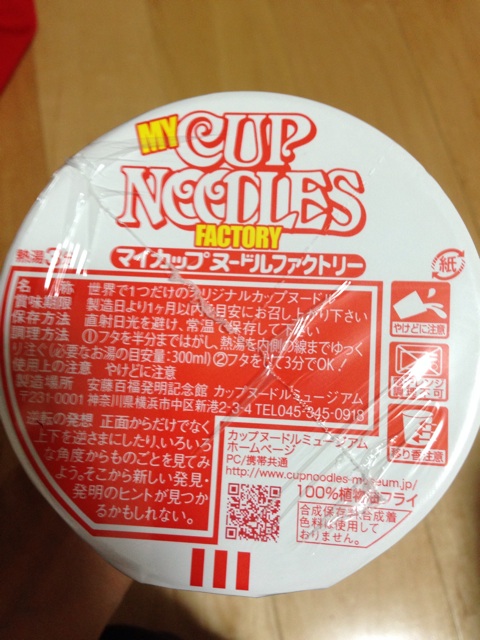 MY CUP
NOODLES
FACTORY
マイカップヌードルファクトリー
熱湯3分
紙
名 称 世界で1つだけのオリジナルカップヌードル
賞味期限 製造日より1ヶ月以内を目安にお召し上がり下さい
保存方法 直射日光を避け、常温で保存して下さい
調理方法 ①フタを半分まではがし、熱湯を内側の線までゆっく
り注ぐ(必要なお湯の目安量:300ml)②フタをして3分でOK!
使用上の注意 やけどに注意
製造場所 安藤百福発明記念館 カップヌードルミュージアム
〒231-0001 神奈川県横浜市中区新港2-3-4 TEL045-345-0918
逆転の発想 正面からだけでなく
上下を逆さまにしたり、いろいろ
な角度からものごとを見てみ
よう。そこから新しい発見・
発明のヒントが見つか
るかもしれない。
やけどに注意
移り香注意
カップヌードルミュージアム
ホームページ
PC/携帯共通
http://www.cupnoodles-museum.jp/
100%植物油フライ
合成保存料、合成着
色料は使用して
おりません。